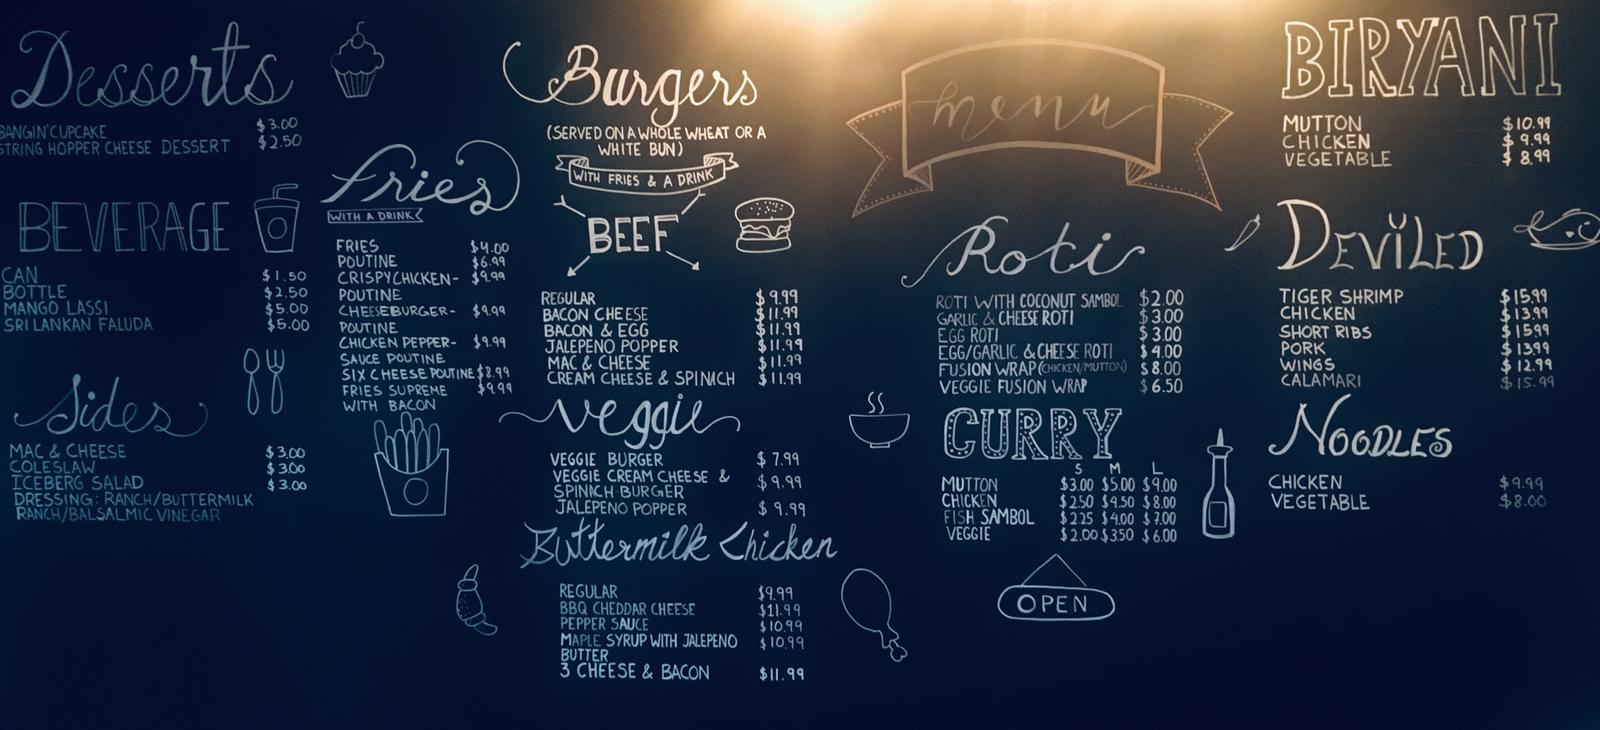 Desserts
BANGIN' CUPCAKE $3.00
STRING HOPPER CHEESE DESSERT $2.50
BEVERAGE
CAN $1.50
BOTTLE $2.50
MANGO LASSI $5.00
SRI LANKAN FALUDA $5.00
Sides
MAC & CHEESE $3.00
COLESLAW $3.00
ICEBERG SALAD $3.00
DRESSING: RANCH/BUTTERMILK
RANCH/BALSALMIC VINEGAR
Fries
WITH A DRINK
FRIES $4.00
POUTINE $6.99
CRISPY CHICKEN- $9.99
POUTINE
CHEESEBURGER- $9.99
POUTINE
CHICKEN PEPPER- $9.99
SAUCE POUTINE
SIX CHEESE POUTINE $8.99
FRIES SUPREME $9.99
WITH BACON
Burgers
(SERVED ON A WHOLE WHEAT OR A
WHITE BUN)
WITH FRIES & A DRINK
BEEF
REGULAR $9.99
BACON CHEESE $11.99
BACON & EGG $11.99
JALEPENO POPPER $11.99
MAC & CHEESE $11.99
CREAM CHEESE & SPINACH $11.99
Veggie
VEGGIE BURGER $7.99
VEGGIE CREAM CHEESE & $9.99
SPINACH BURGER
JALEPENO POPPER $9.99
Buttermilk Chicken
REGULAR $9.99
BBQ CHEDDAR CHEESE $11.99
PEPPER SAUCE $10.99
MAPLE SYRUP WITH JALEPENO $10.99
BUTTER
3 CHEESE & BACON $11.99
menu
Roti
ROTI WITH COCONUT SAMBOL $2.00
GARLIC & CHEESE ROTI $3.00
EGG ROTI $3.00
EGG/GARLIC & CHEESE ROTI $4.00
FUSION WRAP (CHICKEN/MUTTON) $8.00
VEGGIE FUSION WRAP $6.50
CURRY
S M L
MUTTON $3.00 $5.00 $9.00
CHICKEN $2.50 $4.50 $8.00
FISH SAMBOL $2.25 $4.00 $7.00
VEGGIE $2.00 $3.50 $6.00
OPEN
BIRYANI
MUTTON $10.99
CHICKEN $9.99
VEGETABLE $8.99
DEVILED
TIGER SHRIMP $15.99
CHICKEN $13.99
SHORT RIBS $15.99
PORK $13.99
WINGS $12.99
CALAMARI $15.99
NOODLES
CHICKEN $9.99
VEGETABLE $8.00